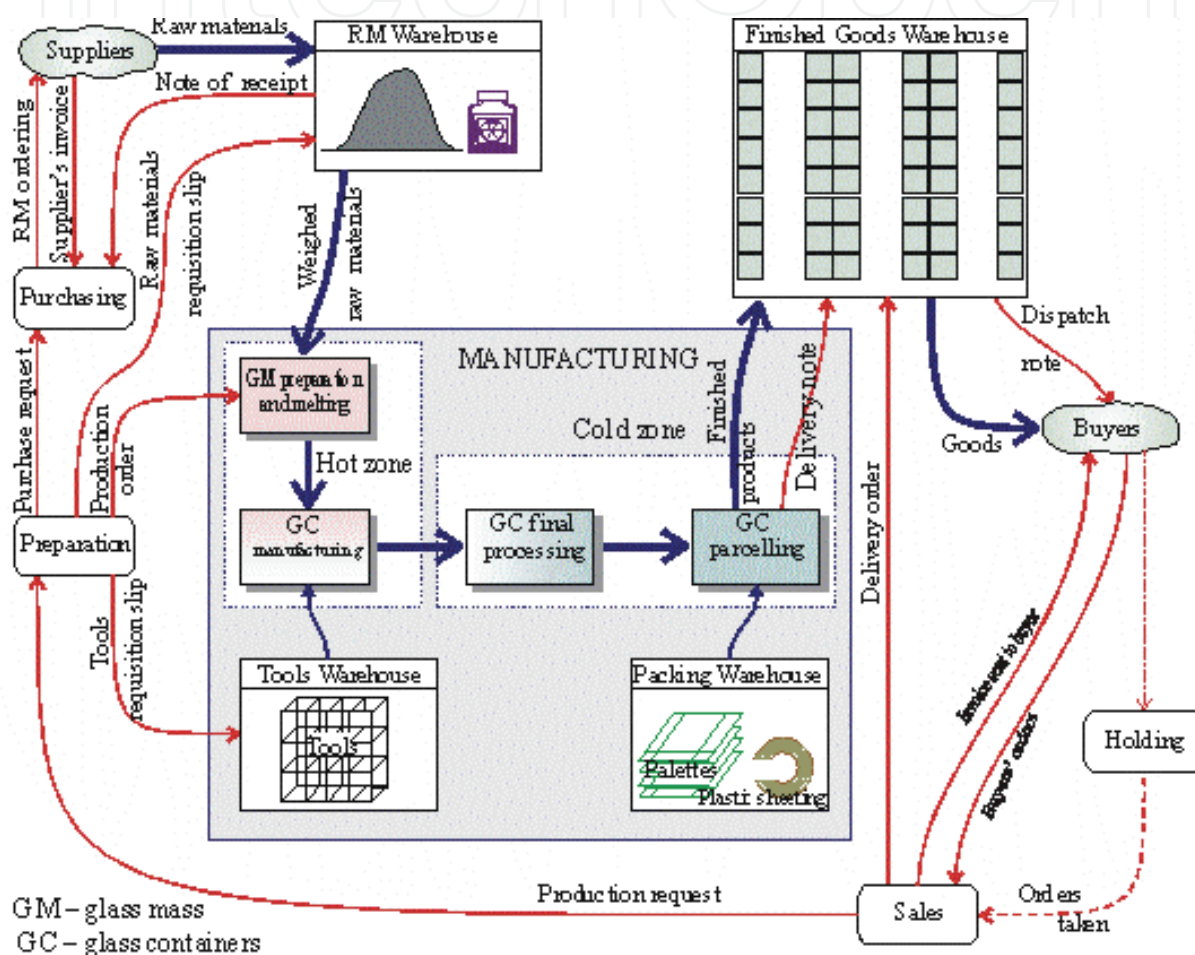 Raw materials
Suppliers
RM Warehouse
Finished Goods Warehouse
Note of receipt
RM ordering
Supplier's invoice
Raw materials
requisition slip
Weighed
raw materials
Purchasing
MANUFACTURING
Dispatch
note
GM preparation
and melting
Finished
products
Delivery note
Cold zone
Buyers
Goods
Purchase request
Production
order
Hot zone
Preparation
GC
manufacturing
GC final
processing
GC
parcelling
Delivery order
Tools
requisition slip
Tools Warehouse
Tools
Packing Warehouse
Palettes
Plastic sheeting
Invoice sent to buyer
Buyers' orders
Holding
Production request
Sales
Orders
taken
GM – glass mass
GC – glass containers